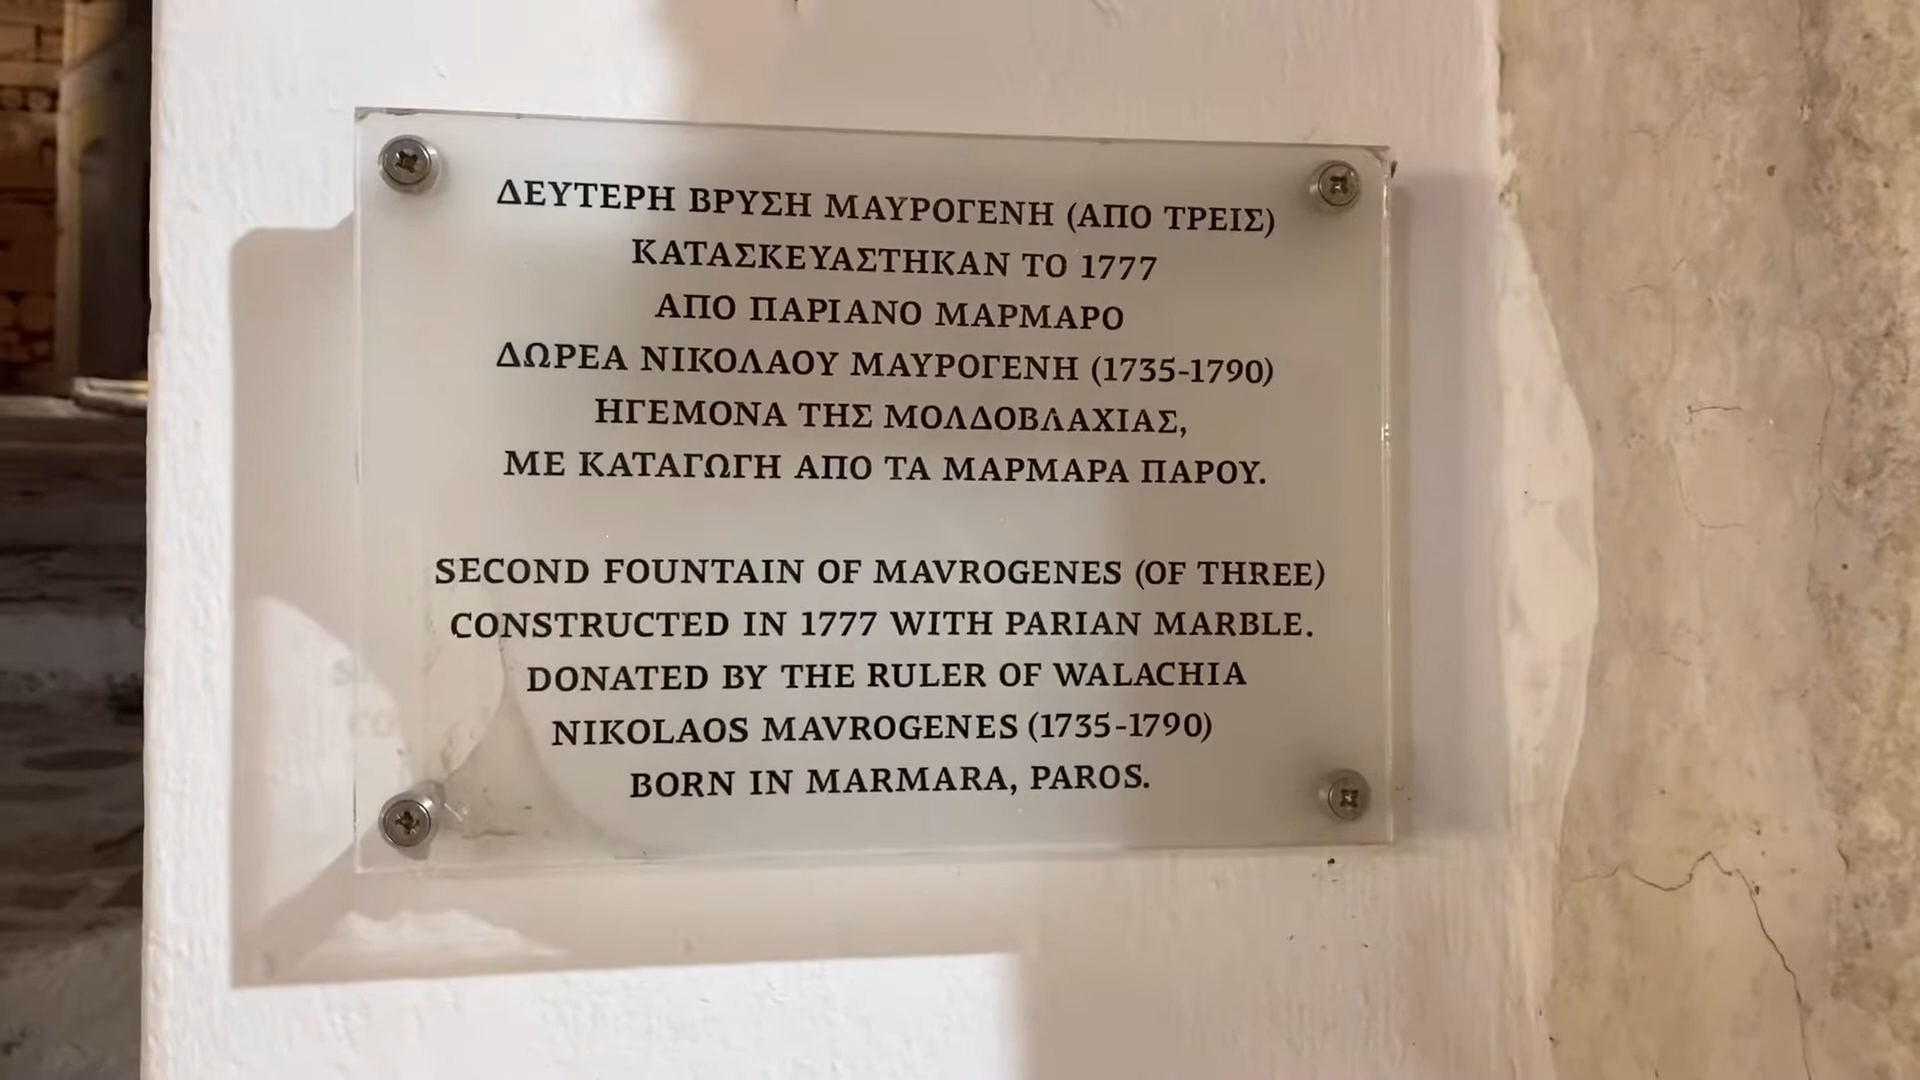 ΔΕΥΤΕΡΗ ΒΡΥΣΗ ΜΑΥΡΟΓΕΝΗ (ΑΠΟ ΤΡΕΙΣ)
ΚΑΤΑΣΚΕΥΑΣΤΗΚΑΝ ΤΟ 1777
ΑΠΟ ΠΑΡΙΑΝΟ ΜΑΡΜΑΡΟ
ΔΩΡΕΑ ΝΙΚΟΛΑΟΥ ΜΑΥΡΟΓΕΝΗ (1735-1790)
ΗΓΕΜΟΝΑ ΤΗΣ ΜΟΛΔΟΒΛΑΧΙΑΣ,
ΜΕ ΚΑΤΑΓΩΓΗ ΑΠΟ ΤΑ ΜΑΡΜΑΡΑ ΠΑΡΟΥ.
SECOND FOUNTAIN OF MAVROGENES (OF THREE)
CONSTRUCTED IN 1777 WITH PARIAN MARBLE.
DONATED BY THE RULER OF WALACHIA
NIKOLAOS MAVROGENES (1735-1790)
BORN IN MARMARA, PAROS.